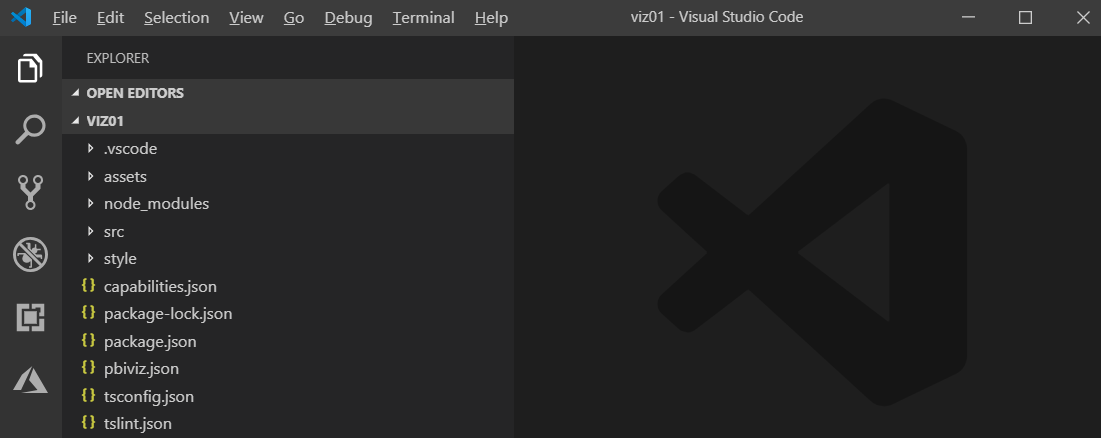 File Edit Selection View Go Debug Terminal Help viz01 - Visual Studio Code
EXPLORER
OPEN EDITORS
VIZ01
.vscode
assets
node_modules
src
style
capabilities.json
package-lock.json
package.json
pbiviz.json
tsconfig.json
tslint.json